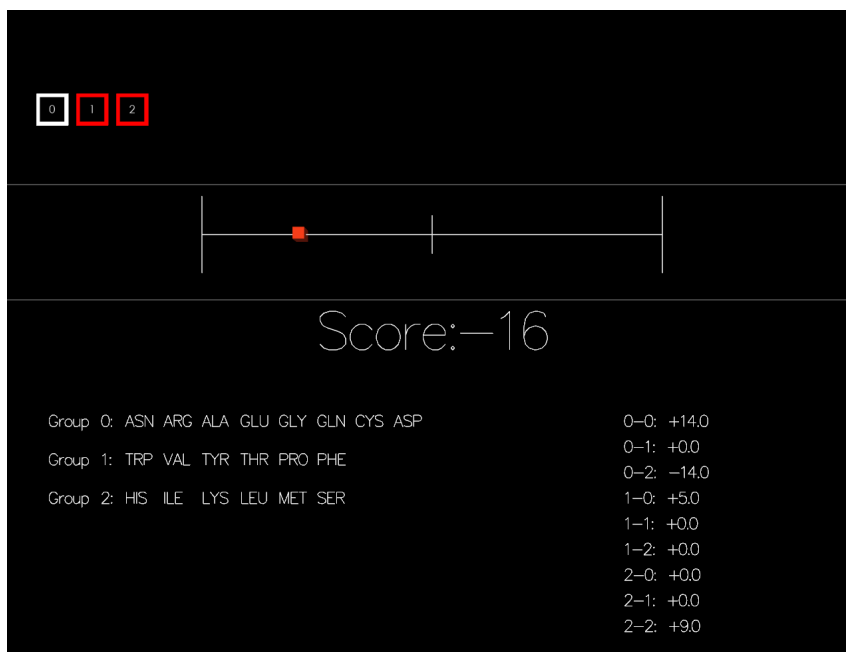 0 1 2
Score:−16
Group 0: ASN ARG ALA GLU GLY GLN CYS ASP
Group 1: TRP VAL TYR THR PRO PHE
Group 2: HIS ILE LYS LEU MET SER
0−0: +14.0
0−1: +0.0
0−2: −14.0
1−0: +5.0
1−1: +0.0
1−2: +0.0
2−0: +0.0
2−1: +0.0
2−2: +9.0